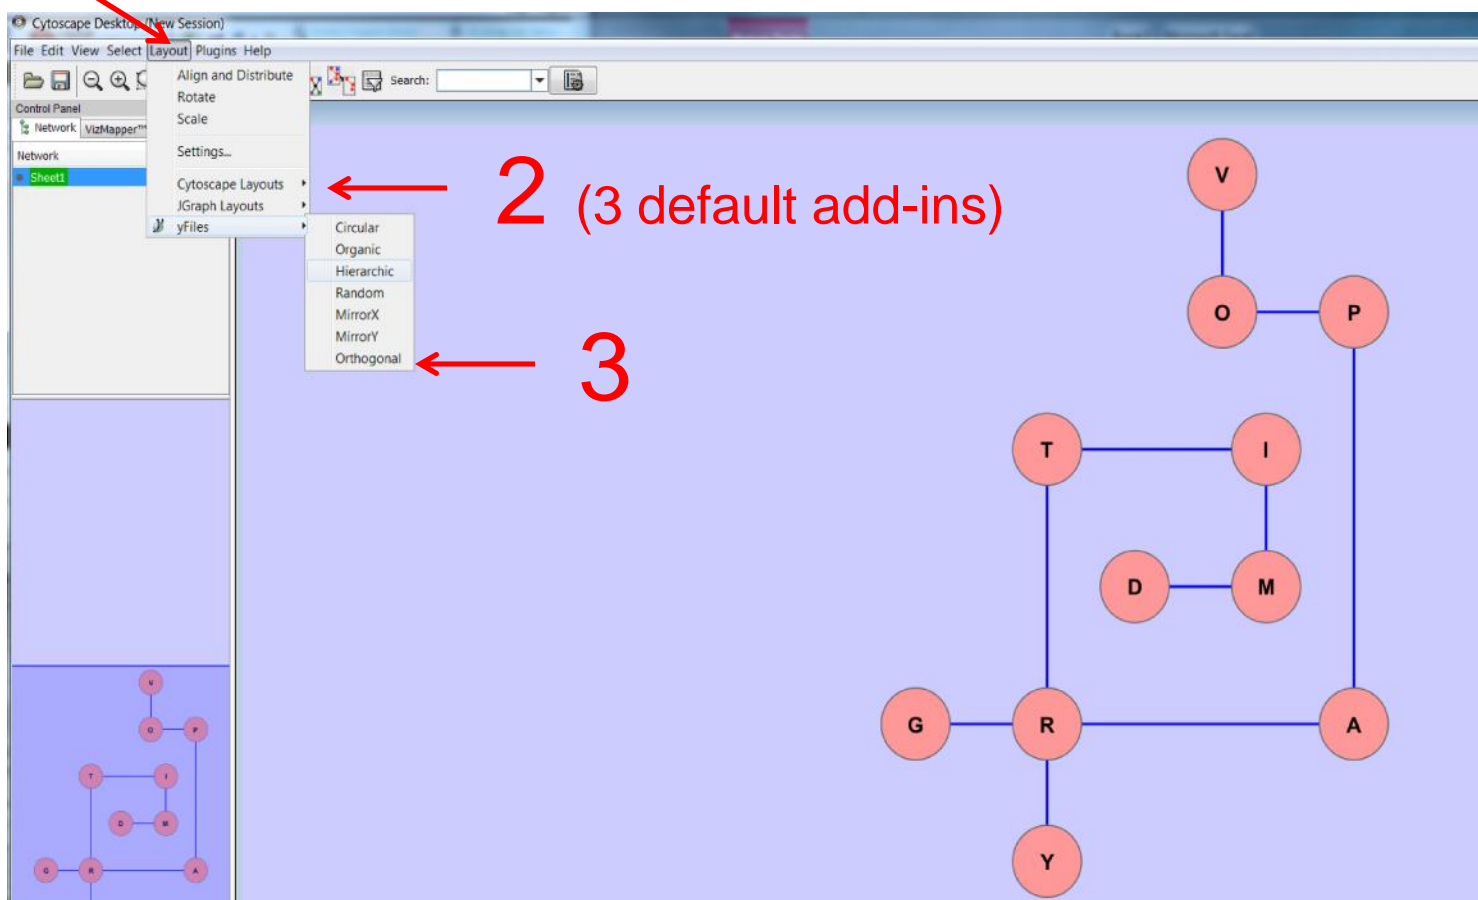 Cytoscape Desktop (New Session)
File Edit View Select Layout Plugins Help
Search:
Align and Distribute
Rotate
Scale
Settings...
Cytoscape Layouts
JGraph Layouts
yFiles
Circular
Organic
Hierarchic
Random
MirrorX
MirrorY
Orthogonal
Control Panel
Network VizMapper™
Network
Sheet1
2 (3 default add-ins)
3
V
O P
T I
D M
G R A
Y
V
O P
T I
D M
G R A